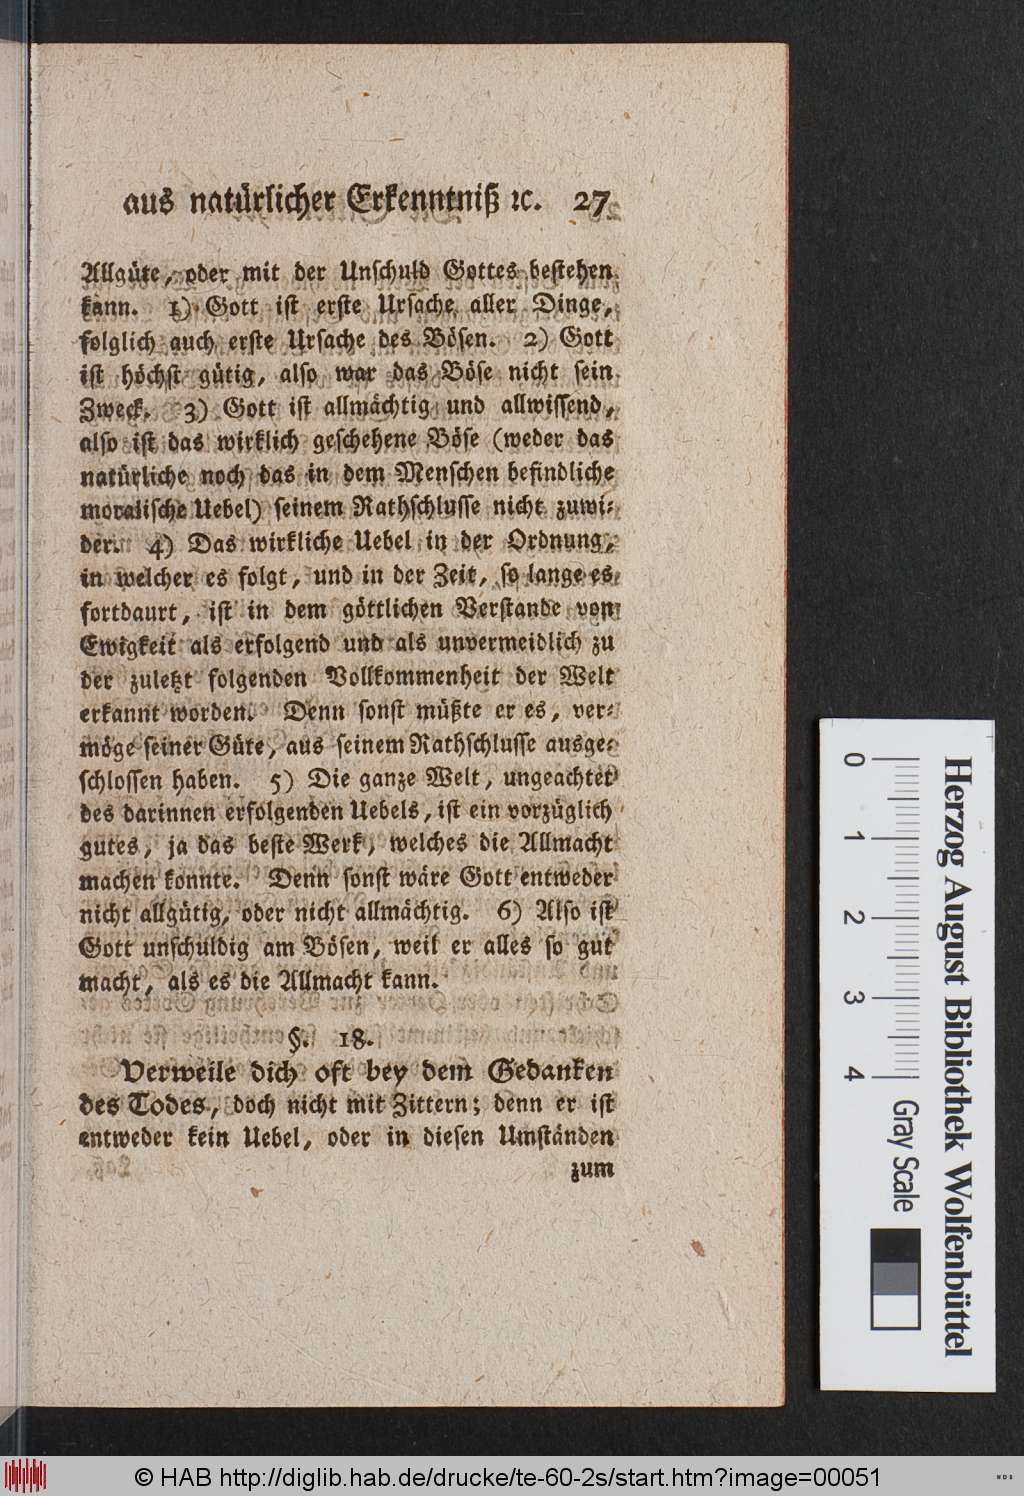 aus natürlicher Erkenntniß ꝛc. 27
Allgüte, oder mit der Unschuld Gottes bestehen
kann. 1) Gott ist erste Ursache aller Dinge,
folglich auch erste Ursache des Bösen. 2) Gott
ist höchst gütig, also war das Böse nicht sein
Zweck. 3) Gott ist allmächtig und allwissend,
also ist das wirklich geschehene Böse (weder das
natürliche noch das in dem Menschen befindliche
moralische Uebel) seinem Rathschlusse nicht zuwi⸗
der. 4) Das wirkliche Uebel in der Ordnung,
in welcher es folgt, und in der Zeit, so lange es
fortdaurt, ist in dem göttlichen Verstande von
Ewigkeit als erfolgend und als unvermeidlich zu
der zuletzt folgenden Vollkommenheit der Welt
erkannt worden. Denn sonst müßte er es, ver⸗
möge seiner Güte, aus seinem Rathschlusse ausge⸗
schlossen haben. 5) Die ganze Welt, ungeachtet
des darinnen erfolgenden Uebels, ist ein vorzüglich
gutes, ja das beste Werk, welches die Allmacht
machen konnte. Denn sonst wäre Gott entweder
nicht allgütig, oder nicht allmächtig. 6) Also ist
Gott unschuldig am Bösen, weil er alles so gut
macht, als es die Allmacht kann.
§. 18.
Verweile dich oft bey dem Gedanken
des Todes, doch nicht mit Zittern; denn er ist
entweder kein Uebel, oder in diesen Umständen
zum
0 1 2 3 4 Gray Scale
Herzog August Bibliothek Wolfenbüttel
© HAB http://diglib.hab.de/drucke/te-60-2s/start.htm?image=00051